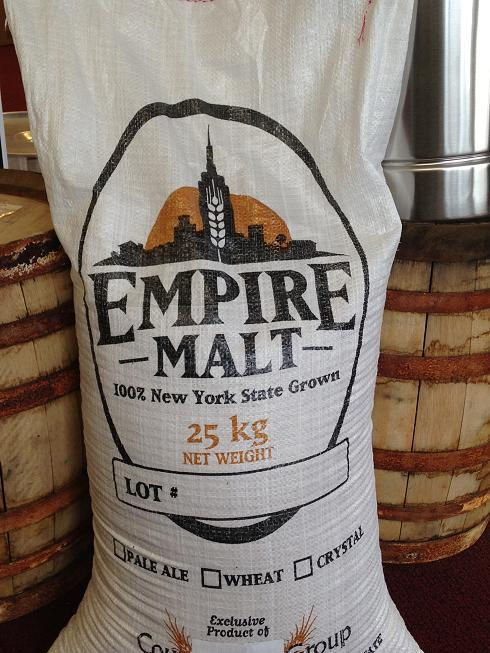 EMPIRE
MALT
100% New York State Grown
25 kg
NET WEIGHT
LOT #
PALE ALE WHEAT CRYSTAL
Exclusive
Product of
Group